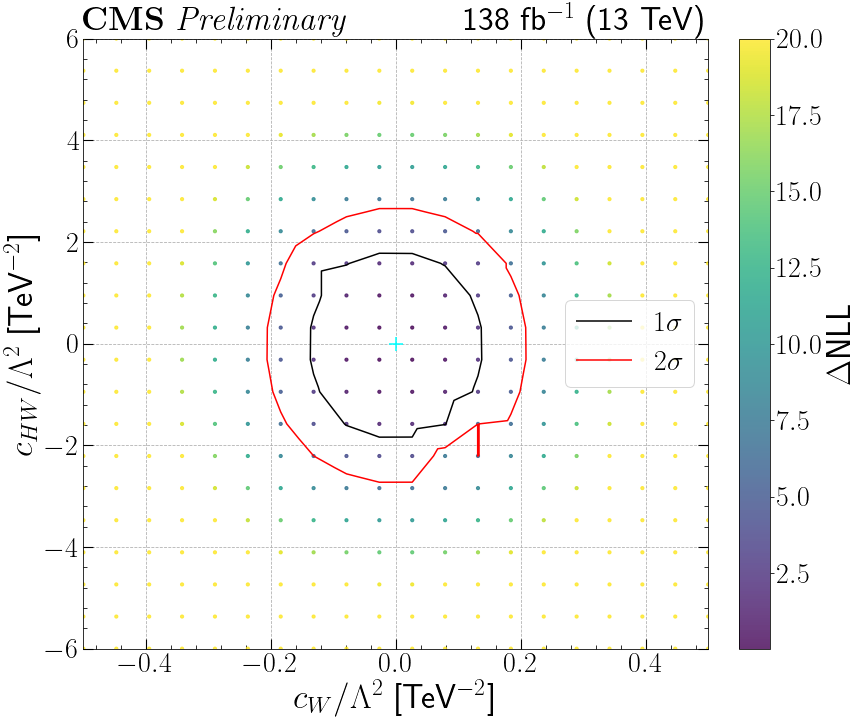 CMS Preliminary 138 fb⁻¹ (13 TeV)
6
4
2
0
−2
−4
−6
c_HW/Λ² [TeV⁻²]
−0.4 −0.2 0.0 0.2 0.4
c_W/Λ² [TeV⁻²]
1σ
2σ
20.0
17.5
15.0
12.5
10.0
7.5
5.0
2.5
ΔNLL